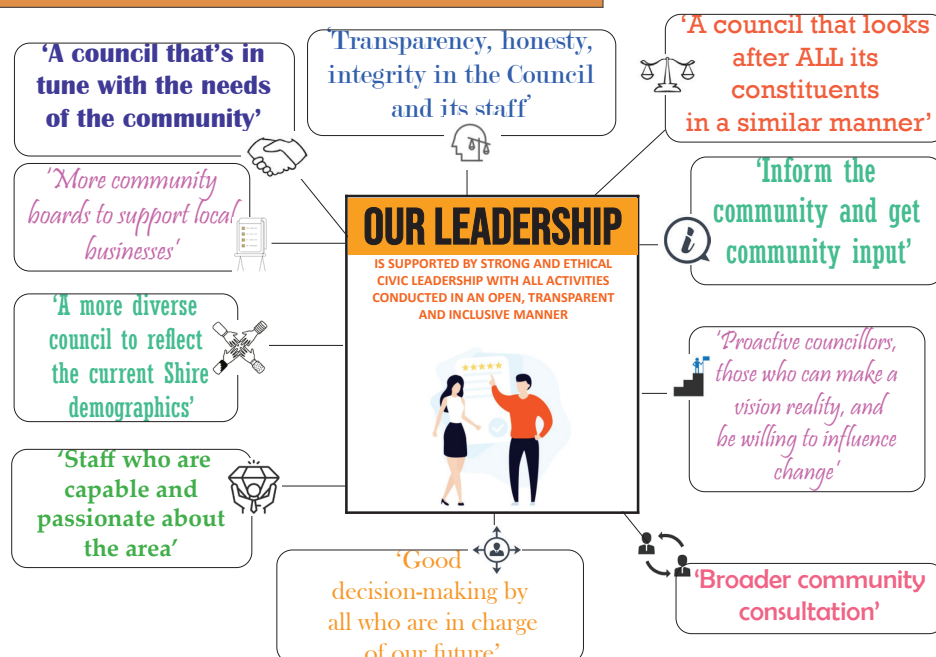 'A council that's in
tune with the needs
of the community'
'Transparency, honesty,
integrity in the Council
and its staff'
'A council that looks
after ALL its
constituents
in a similar manner'
'More community
boards to support local
businesses'
OUR LEADERSHIP
IS SUPPORTED BY STRONG AND ETHICAL
CIVIC LEADERSHIP WITH ALL ACTIVITIES
CONDUCTED IN AN OPEN, TRANSPARENT
AND INCLUSIVE MANNER
'Inform the
community and get
community input'
'A more diverse
council to reflect
the current Shire
demographics'
'Proactive councillors,
those who can make a
vision reality, and
be willing to influence
change'
'Staff who are
capable and
passionate about
the area'
'Good
decision-making by
all who are in charge
of our future'
'Broader community
consultation'